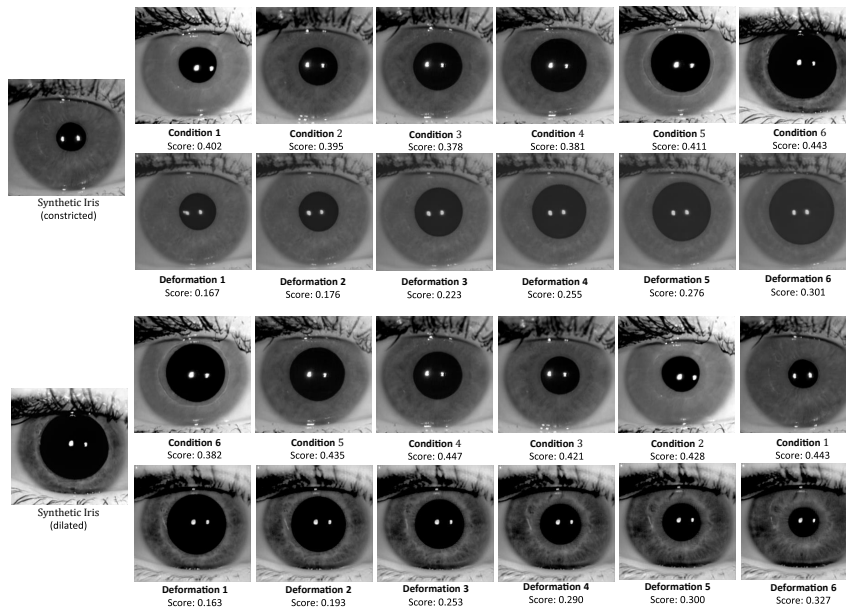 Condition 1 Condition 2 Condition 3 Condition 4 Condition 5 Condition 6
Score: 0.402 Score: 0.395 Score: 0.378 Score: 0.381 Score: 0.411 Score: 0.443
Synthetic Iris
(constricted)
Deformation 1 Deformation 2 Deformation 3 Deformation 4 Deformation 5 Deformation 6
Score: 0.167 Score: 0.176 Score: 0.223 Score: 0.255 Score: 0.276 Score: 0.301
Condition 6 Condition 5 Condition 4 Condition 3 Condition 2 Condition 1
Score: 0.382 Score: 0.435 Score: 0.447 Score: 0.421 Score: 0.428 Score: 0.443
Synthetic Iris
(dilated)
Deformation 1 Deformation 2 Deformation 3 Deformation 4 Deformation 5 Deformation 6
Score: 0.163 Score: 0.193 Score: 0.253 Score: 0.290 Score: 0.300 Score: 0.327